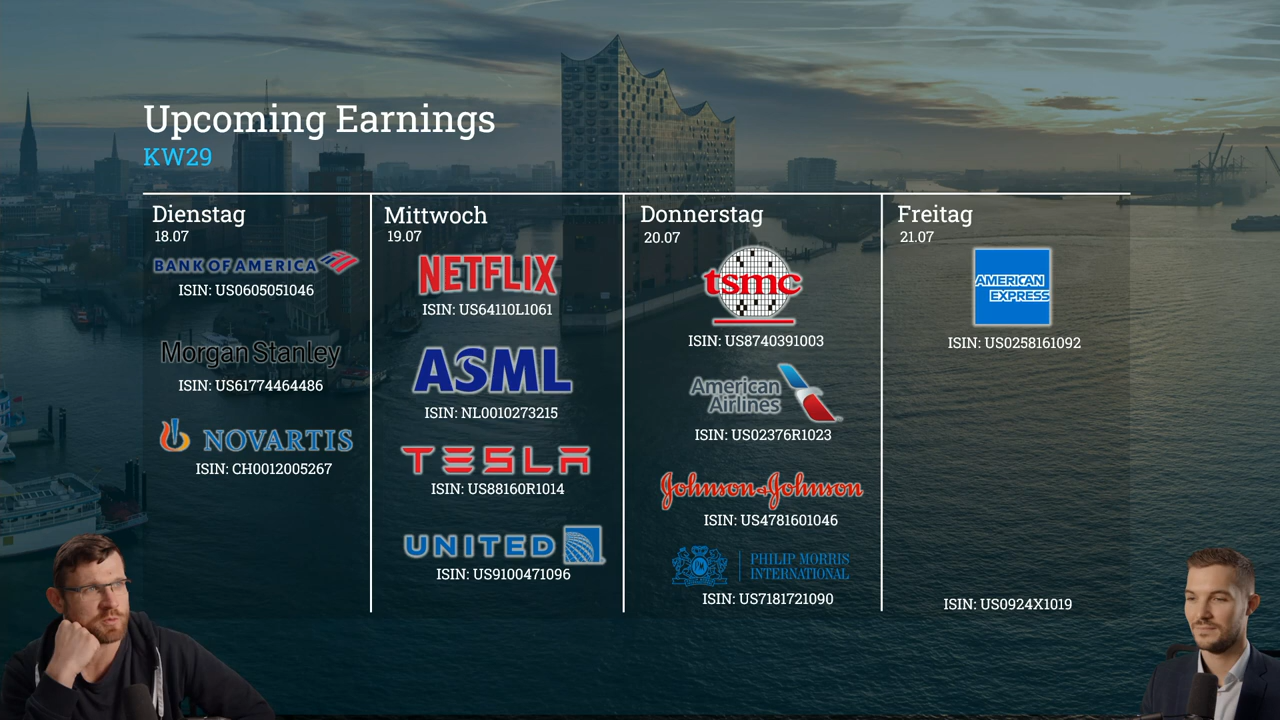 Upcoming Earnings
KW29
Dienstag
18.07
BANK OF AMERICA
ISIN: US0605051046
Morgan Stanley
ISIN: US61774464486
NOVARTIS
ISIN: CH0012005267
Mittwoch
19.07
NETFLIX
ISIN: US64110L1061
ASML
ISIN: NL0010273215
TESLA
ISIN: US88160R1014
UNITED
ISIN: US9100471096
Donnerstag
20.07
tsmc
ISIN: US8740391003
American
Airlines
ISIN: US02376R1023
Johnson&Johnson
ISIN: US4781601046
PHILIP MORRIS
INTERNATIONAL
ISIN: US7181721090
Freitag
21.07
AMERICAN
EXPRESS
ISIN: US0258161092
ISIN: US0924X1019